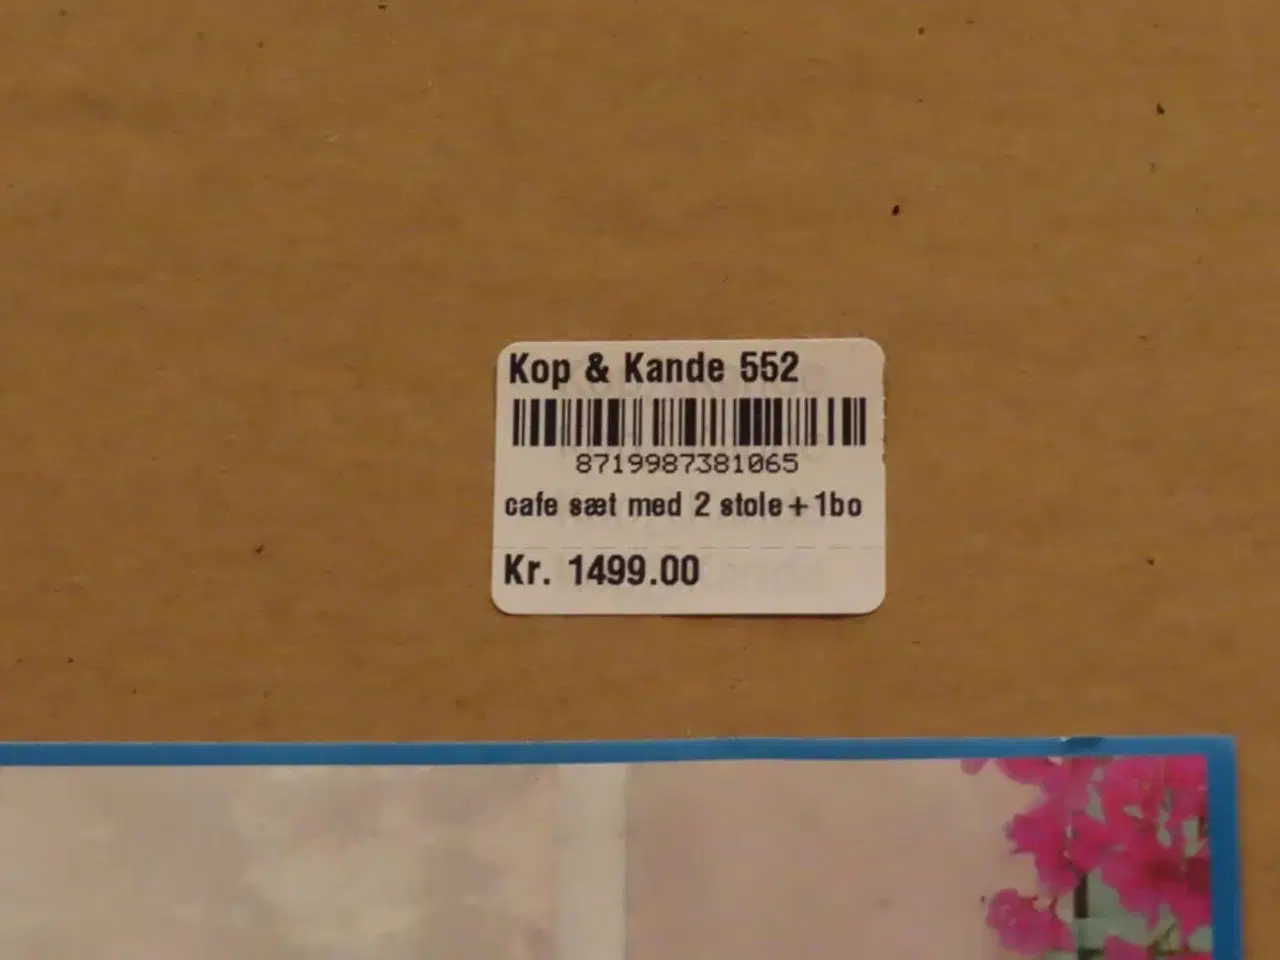 Kop & Kande 552
8719987381065
cafe sæt med 2 stole+1bo
Kr. 1499.00